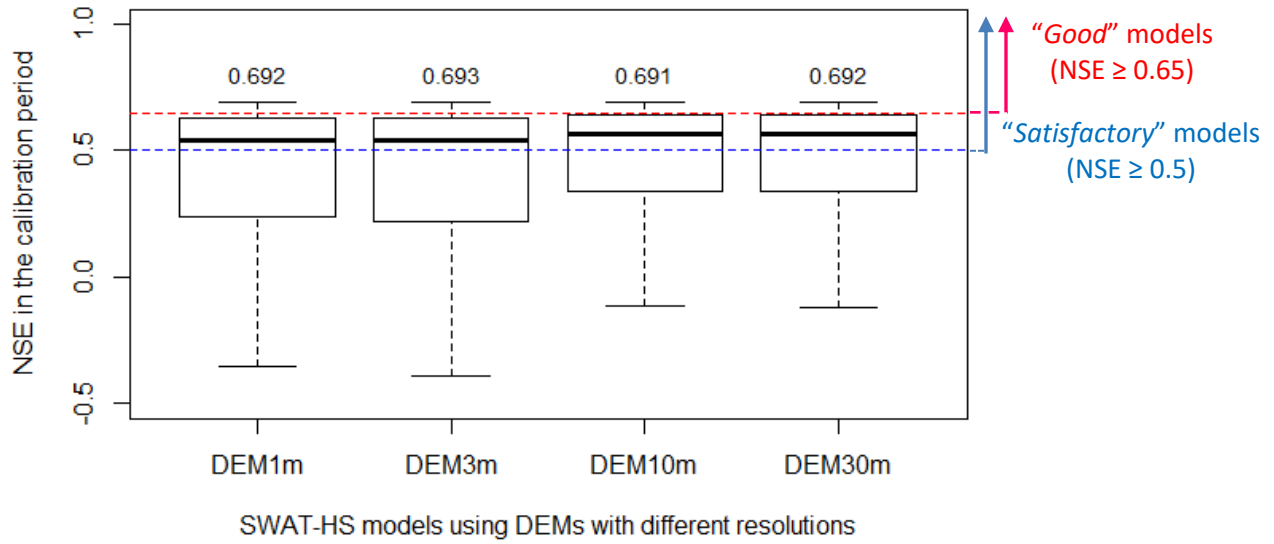 NSE in the calibration period
1.0
0.5
0.0
-0.5
0.692
0.693
0.691
0.692
DEM1m
DEM3m
DEM10m
DEM30m
SWAT-HS models using DEMs with different resolutions
“Good” models
(NSE ≥ 0.65)
“Satisfactory” models
(NSE ≥ 0.5)